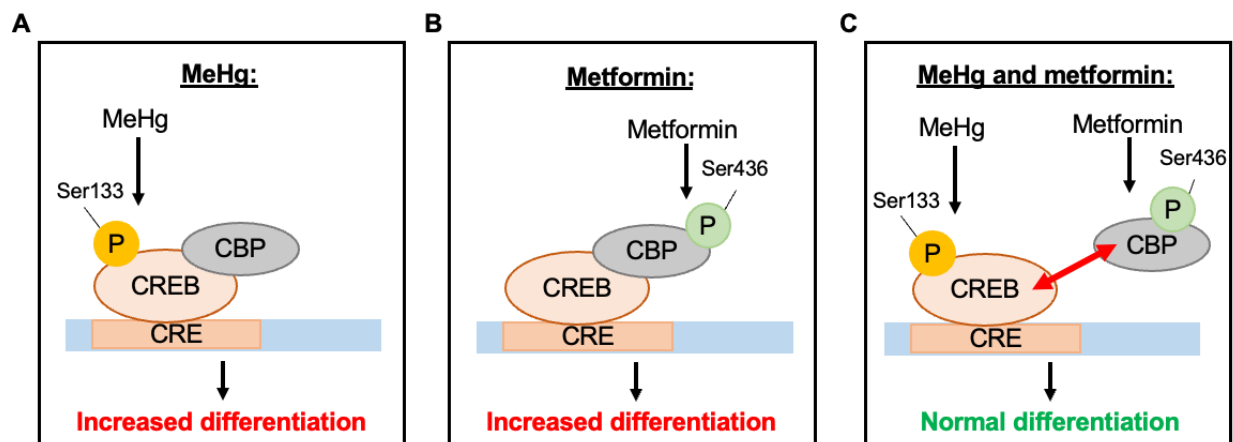 A
MeHg:
MeHg
Ser133
P
CBP
CREB
CRE
Increased differentiation
B
Metformin:
Metformin
Ser436
P
CBP
CREB
CRE
Increased differentiation
C
MeHg and metformin:
MeHg
Metformin
Ser436
Ser133
P
P
CBP
CREB
CRE
Normal differentiation